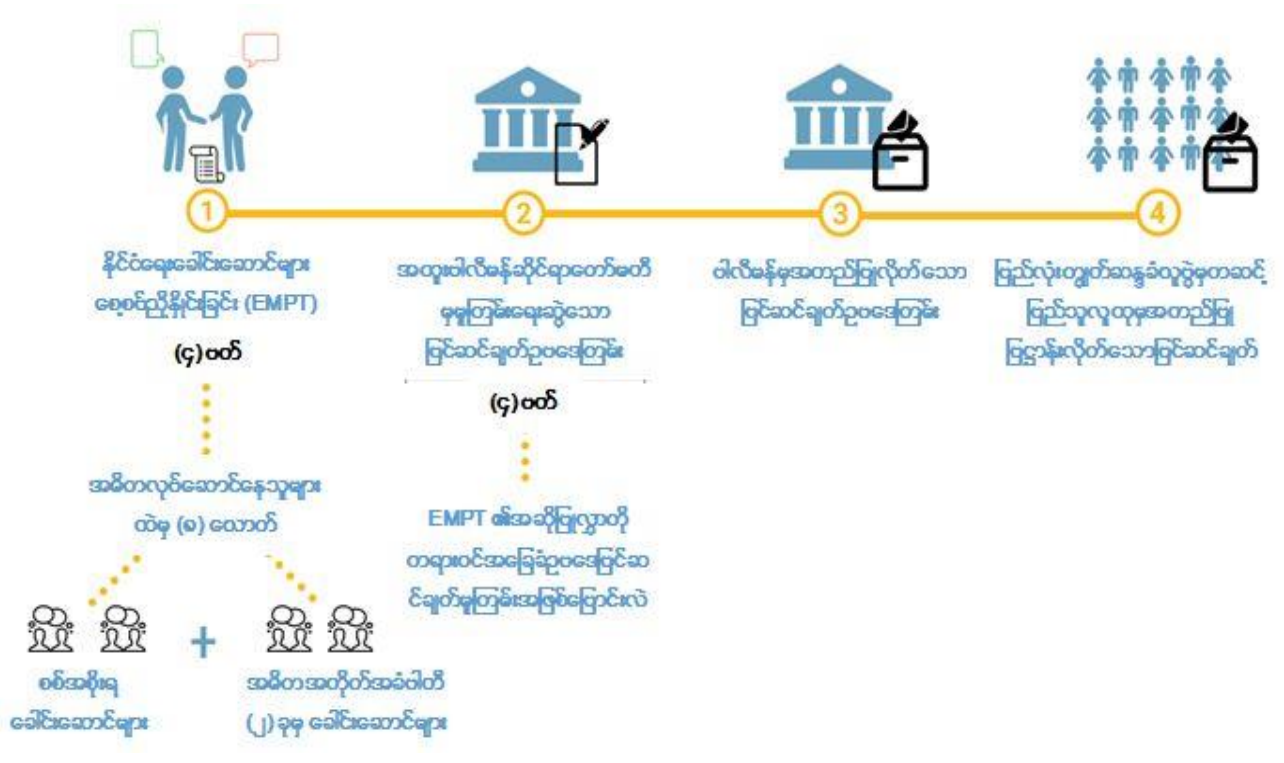 1
2
3
4
နိုင်ငံရေးခေါင်းဆောင်များ
စေ့စပ်ညှိနှိုင်းခြင်း (EMPT)
(၄) ဗတ်
အထူးပါလီမန်ဆိုင်ရာကော်မတီ
မှမူကြမ်းရေးဆွဲသော
ပြင်ဆင်ချက်ဥပဒေကြမ်း
(၄) ဗတ်
ပါလီမန်မှအတည်ပြုလိုက်သော
ပြင်ဆင်ချက်ဥပဒေကြမ်း
ပြည်လုံးကျွတ်ဆန္ဒခံယူပွဲမှတဆင့်
ပြည်သူလူထုမှအတည်ပြု
ပြဋ္ဌာန်းလိုက်သောပြင်ဆင်ချက်
အဓိကလုပ်ဆောင်နေသူများ
ထဲမှ (၈) ယောက်
EMPT ၏အဆိုပြုလွှာကို
တရားဝင်အခြေခံဥပဒေပြင်ဆ
င်ချက်မူကြမ်းအဖြစ်ပြောင်းလဲ
+
စစ်အစိုးရ
ခေါင်းဆောင်များ
အဓိကအတိုက်အခံပါတီ
(၂) ခုမှ ခေါင်းဆောင်များ